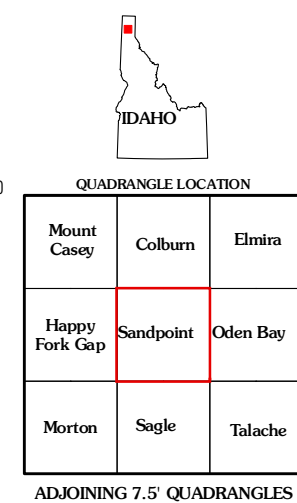 IDAHO
QUADRANGLE LOCATION
Mount
Casey
Colburn
Elmira
Happy
Fork Gap
Sandpoint
Oden Bay
Morton
Sagle
Talache
ADJOINING 7.5' QUADRANGLES